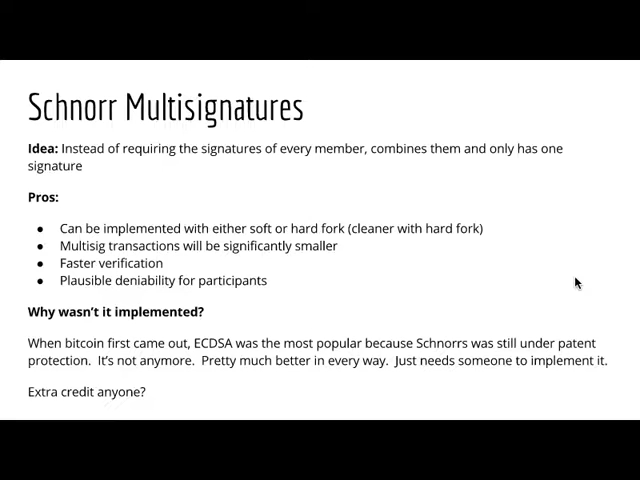 Schnorr Multisignatures
Idea: Instead of requiring the signatures of every member, combines them and only has one
signature
Pros:
● Can be implemented with either soft or hard fork (cleaner with hard fork)
● Multisig transactions will be significantly smaller
● Faster verification
● Plausible deniability for participants
Why wasn't it implemented?
When bitcoin first came out, ECDSA was the most popular because Schnorrs was still under patent
protection. It's not anymore. Pretty much better in every way. Just needs someone to implement it.
Extra credit anyone?